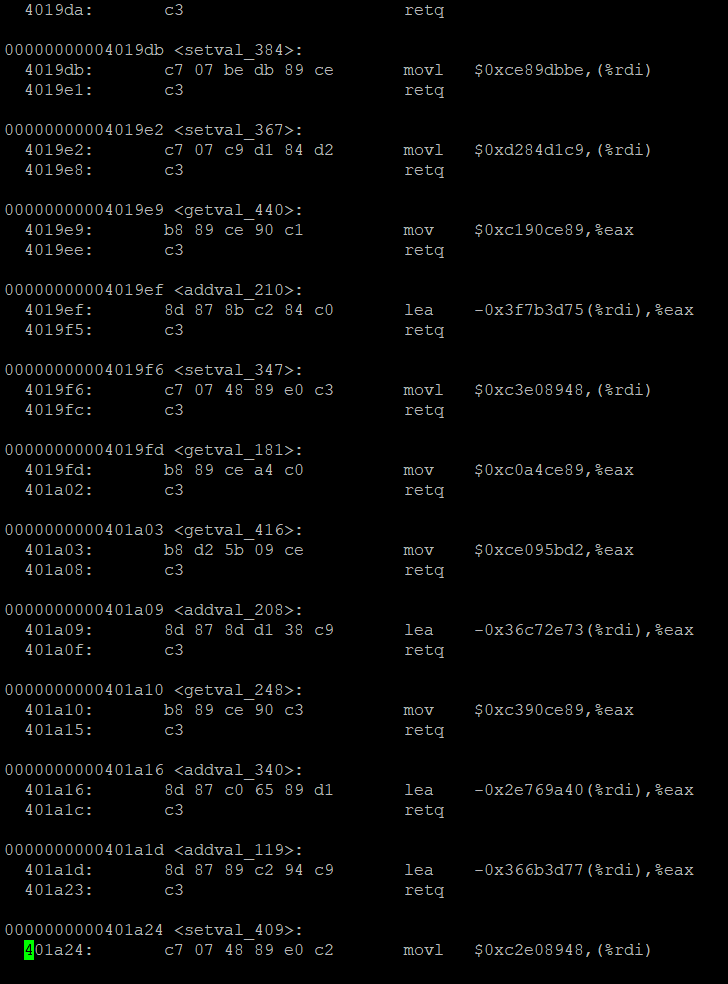 4019da: c3 retq
00000000004019db <setval_384>:
4019db: c7 07 be db 89 ce movl $0xce89dbbe,(%rdi)
4019e1: c3 retq
00000000004019e2 <setval_367>:
4019e2: c7 07 c9 d1 84 d2 movl $0xd284d1c9,(%rdi)
4019e8: c3 retq
00000000004019e9 <getval_440>:
4019e9: b8 89 ce 90 c1 mov $0xc190ce89,%eax
4019ee: c3 retq
00000000004019ef <addval_210>:
4019ef: 8d 87 8b c2 84 c0 lea -0x3f7b3d75(%rdi),%eax
4019f5: c3 retq
00000000004019f6 <setval_347>:
4019f6: c7 07 48 89 e0 c3 movl $0xc3e08948,(%rdi)
4019fc: c3 retq
00000000004019fd <getval_181>:
4019fd: b8 89 ce a4 c0 mov $0xc0a4ce89,%eax
401a02: c3 retq
0000000000401a03 <getval_416>:
401a03: b8 d2 5b 09 ce mov $0xce095bd2,%eax
401a08: c3 retq
0000000000401a09 <addval_208>:
401a09: 8d 87 8d d1 38 c9 lea -0x36c72e73(%rdi),%eax
401a0f: c3 retq
0000000000401a10 <getval_248>:
401a10: b8 89 ce 90 c3 mov $0xc390ce89,%eax
401a15: c3 retq
0000000000401a16 <addval_340>:
401a16: 8d 87 c0 65 89 d1 lea -0x2e769a40(%rdi),%eax
401a1c: c3 retq
0000000000401a1d <addval_119>:
401a1d: 8d 87 89 c2 94 c9 lea -0x366b3d77(%rdi),%eax
401a23: c3 retq
0000000000401a24 <setval_409>:
401a24: c7 07 48 89 e0 c2 movl $0xc2e08948,(%rdi)